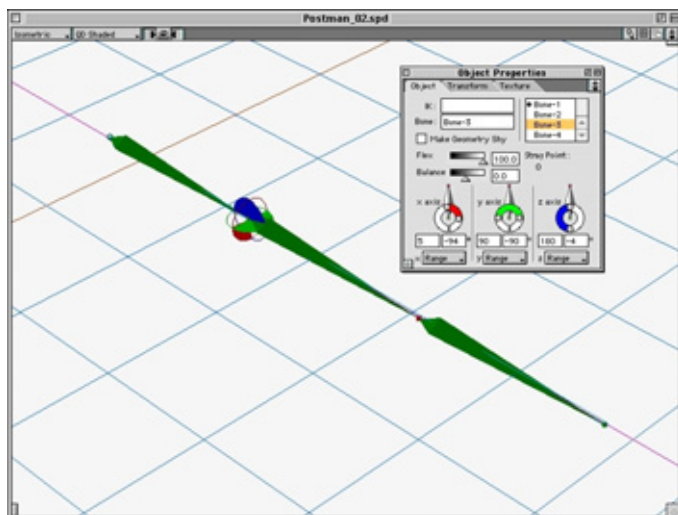 Postman_02.spd
Isometric QD Shaded
Object Properties
Object Transform Texture
IK:
Bone: Bone-3
Bone-1
Bone-2
Bone-3
Bone-4
Make Geometry Shy
Flex 100.0
Balance 0.0
Strng Point:
0
x axis y axis z axis
5 -94 90 -90 180 -4
x Range y Range z Range